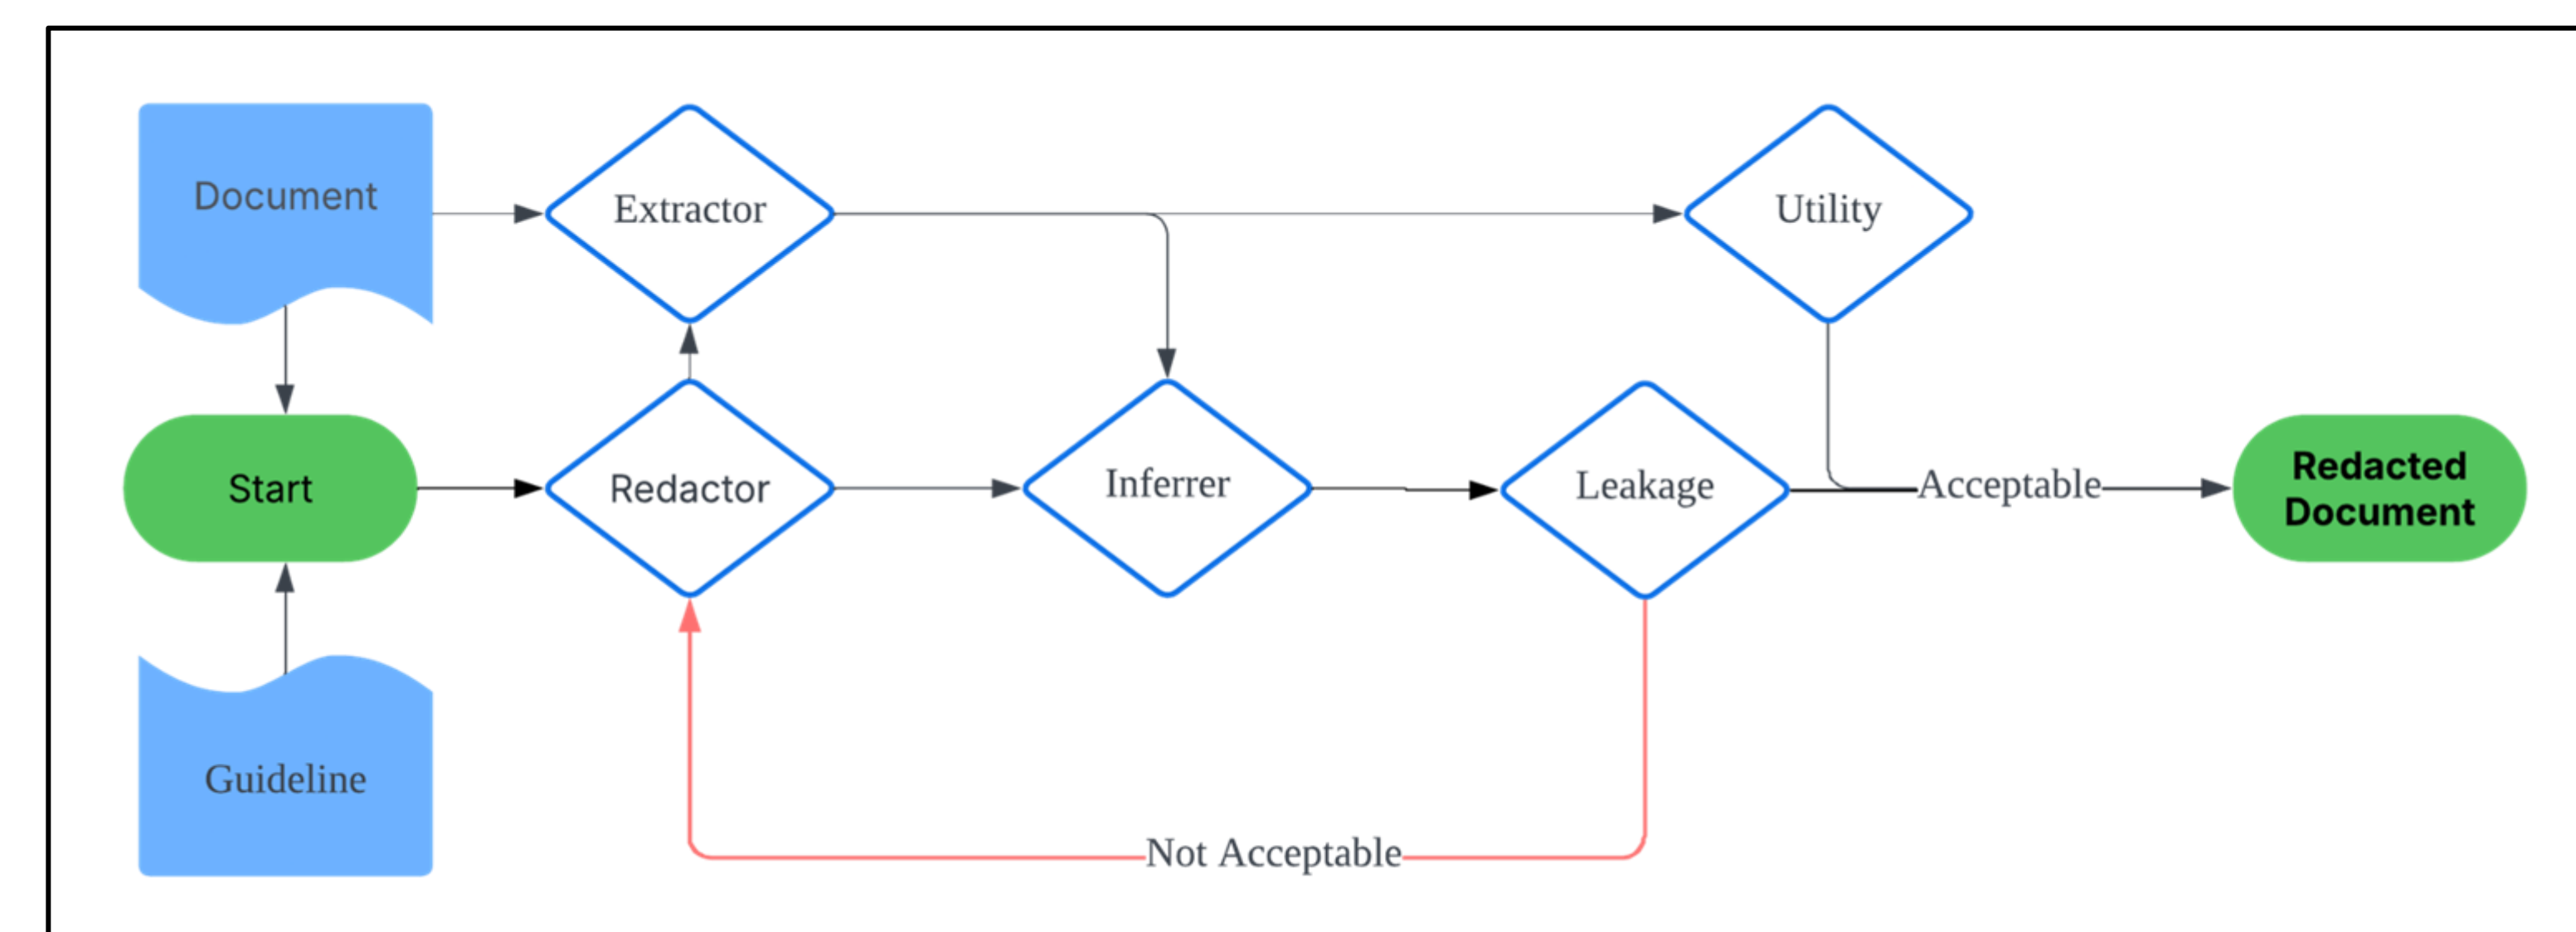 Document
Extractor
Utility
Start
Redactor
Inferrer
Leakage
Acceptable
Redacted
Document
Guideline
Not Acceptable